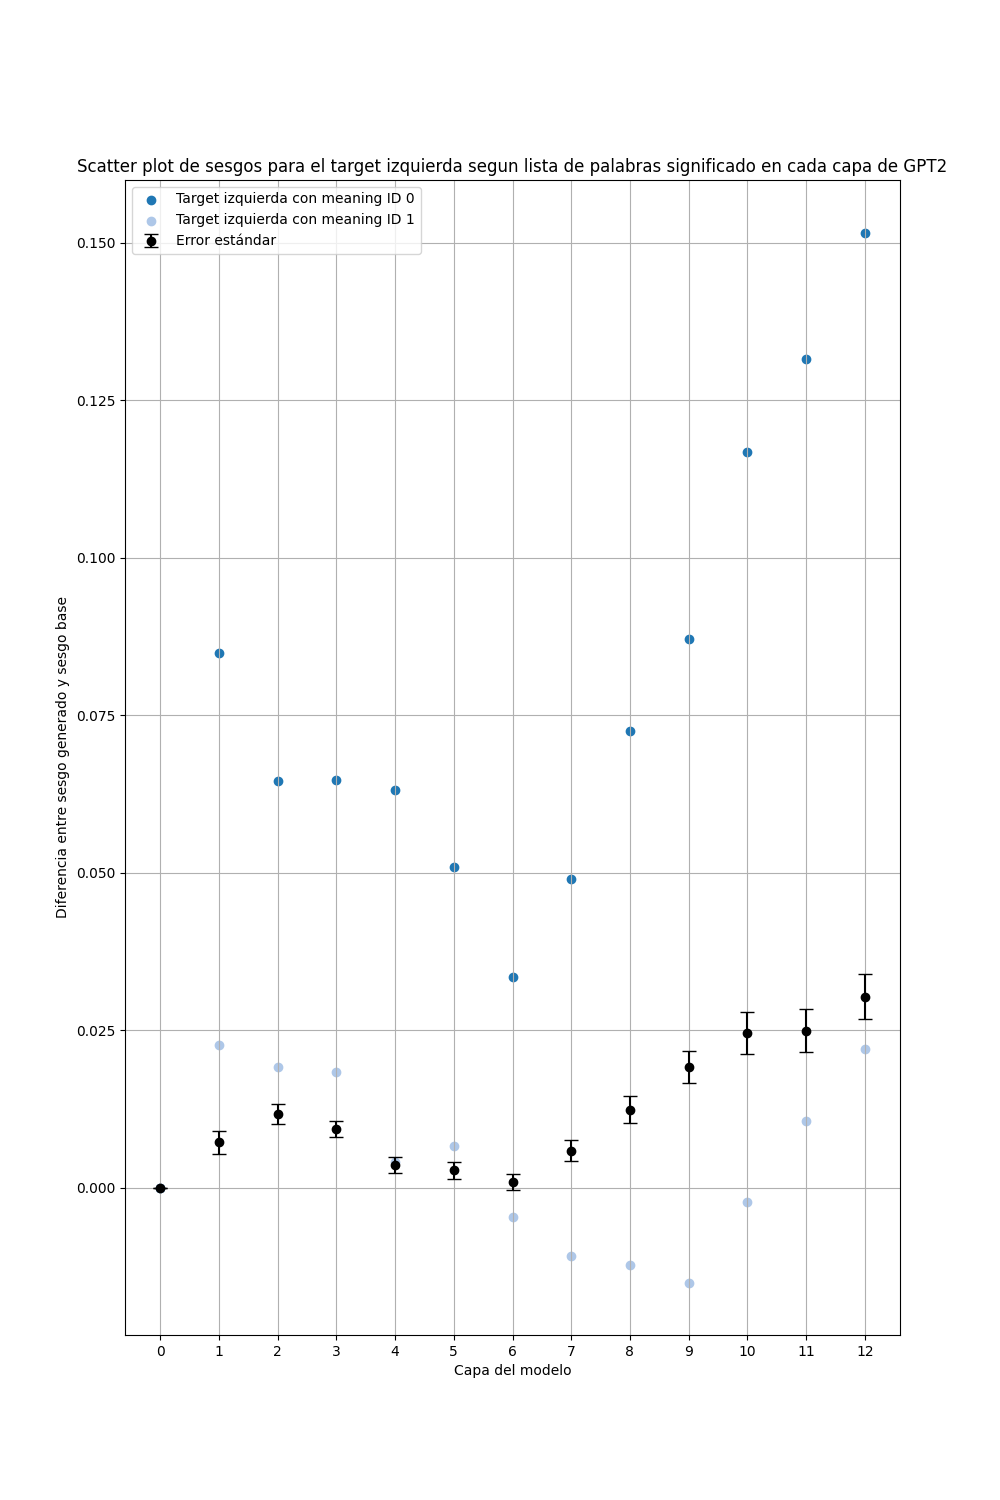 Scatter plot de sesgos para el target izquierda segun lista de palabras significado en cada capa de GPT2
Target izquierda con meaning ID 0
Target izquierda con meaning ID 1
Error estándar
0.150
0.125
0.100
0.075
0.050
0.025
0.000
Diferencia entre sesgo generado y sesgo base
0 1 2 3 4 5 6 7 8 9 10 11 12
Capa del modelo